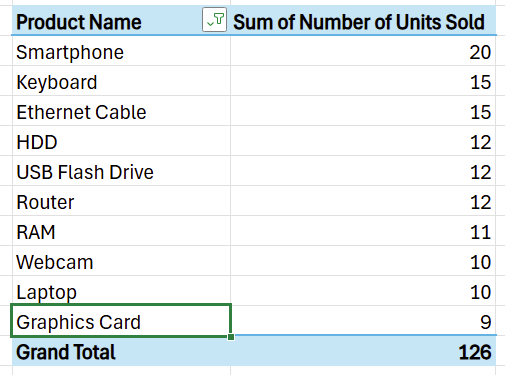 Product Name Sum of Number of Units Sold
Smartphone 20
Keyboard 15
Ethernet Cable 15
HDD 12
USB Flash Drive 12
Router 12
RAM 11
Webcam 10
Laptop 10
Graphics Card 9
Grand Total 126